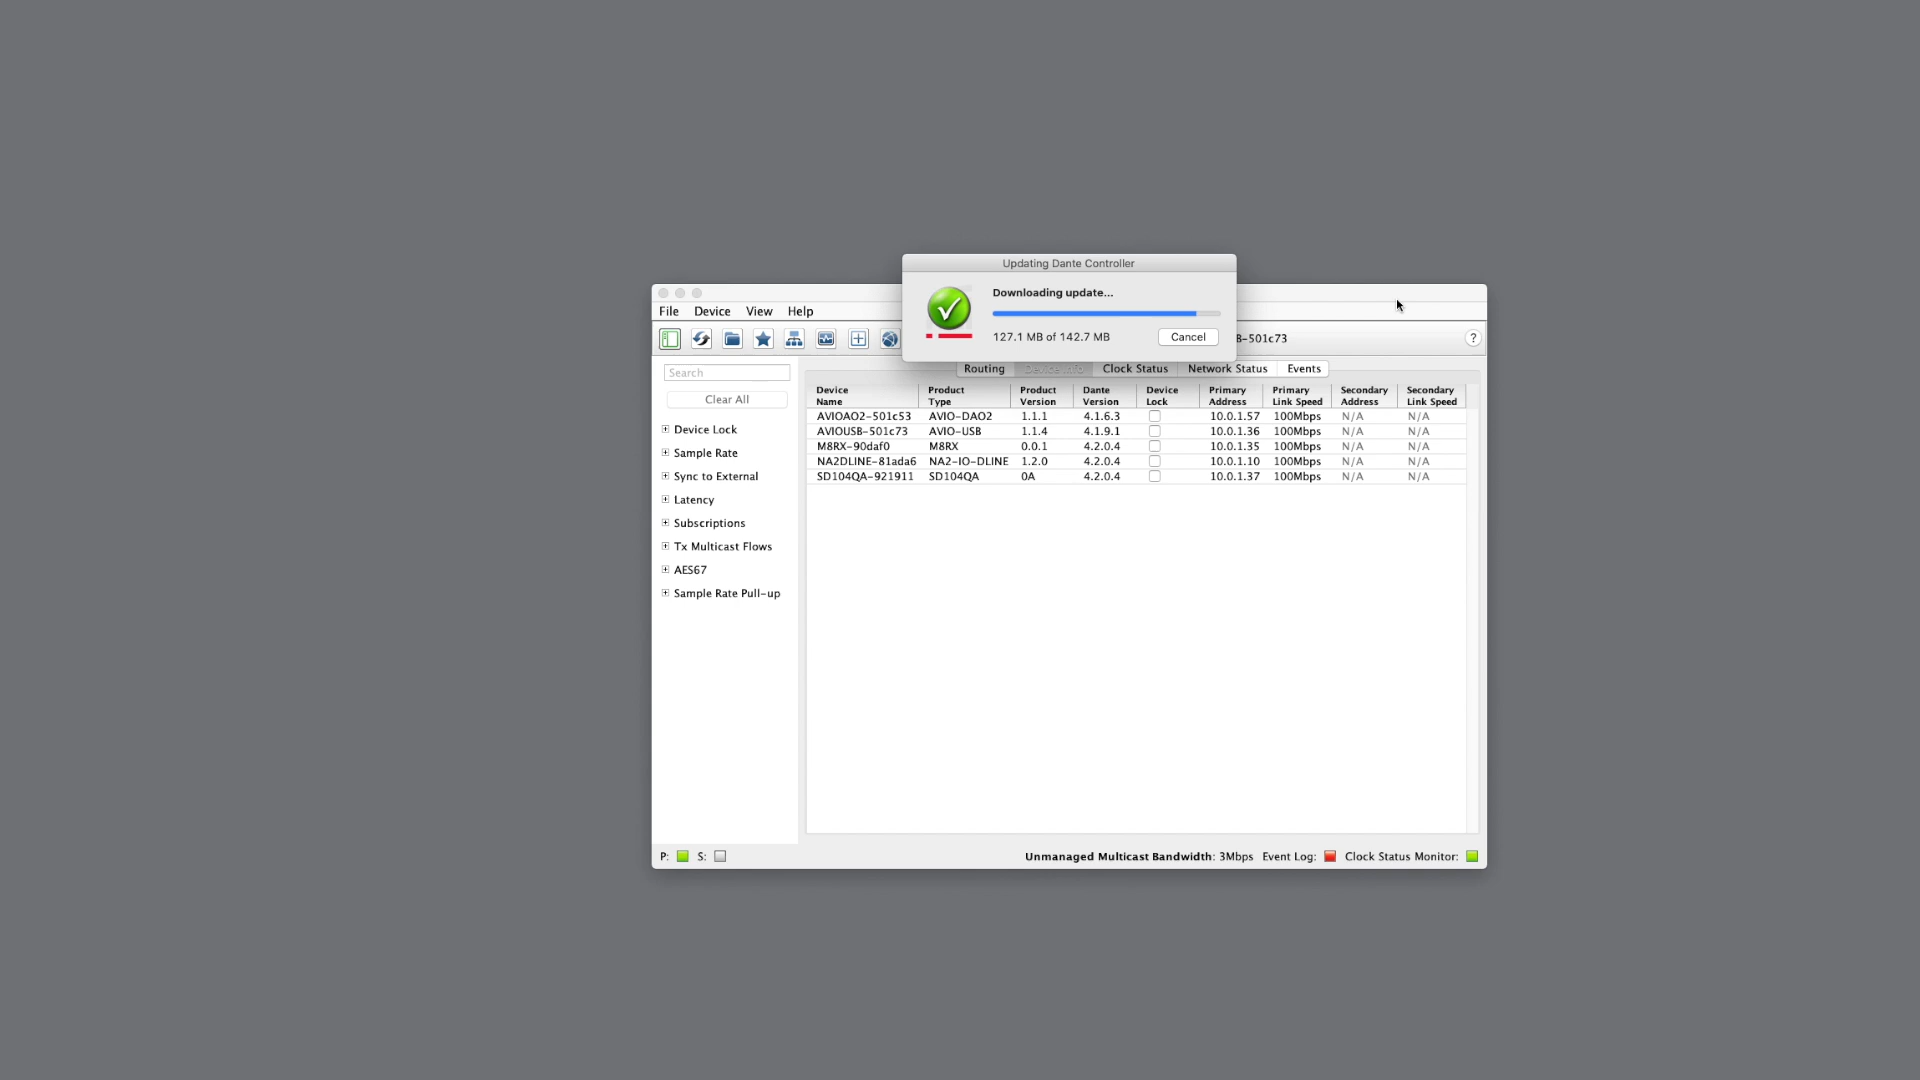 Updating Dante Controller
Downloading update...
127.1 MB of 142.7 MB Cancel
File Device View Help
B-501c73 ?
Search
Clear All
Device Lock
Sample Rate
Sync to External
Latency
Subscriptions
Tx Multicast Flows
AES67
Sample Rate Pull-up
Routing Device Info Clock Status Network Status Events
Device Name Product Type Product Version Dante Version Device Lock Primary Address Primary Link Speed Secondary Address Secondary Link Speed
AVIOAO2-501c53 AVIO-DAO2 1.1.1 4.1.6.3 10.0.1.57 100Mbps N/A N/A
AVIOUSB-501c73 AVIO-USB 1.1.4 4.1.9.1 10.0.1.36 100Mbps N/A N/A
M8RX-90daf0 M8RX 0.0.1 4.2.0.4 10.0.1.35 100Mbps N/A N/A
NA2DLINE-81ada6 NA2-IO-DLINE 1.2.0 4.2.0.4 10.0.1.10 100Mbps N/A N/A
SD104QA-921911 SD104QA 0A 4.2.0.4 10.0.1.37 100Mbps N/A N/A
P: S: Unmanaged Multicast Bandwidth: 3Mbps Event Log: Clock Status Monitor: